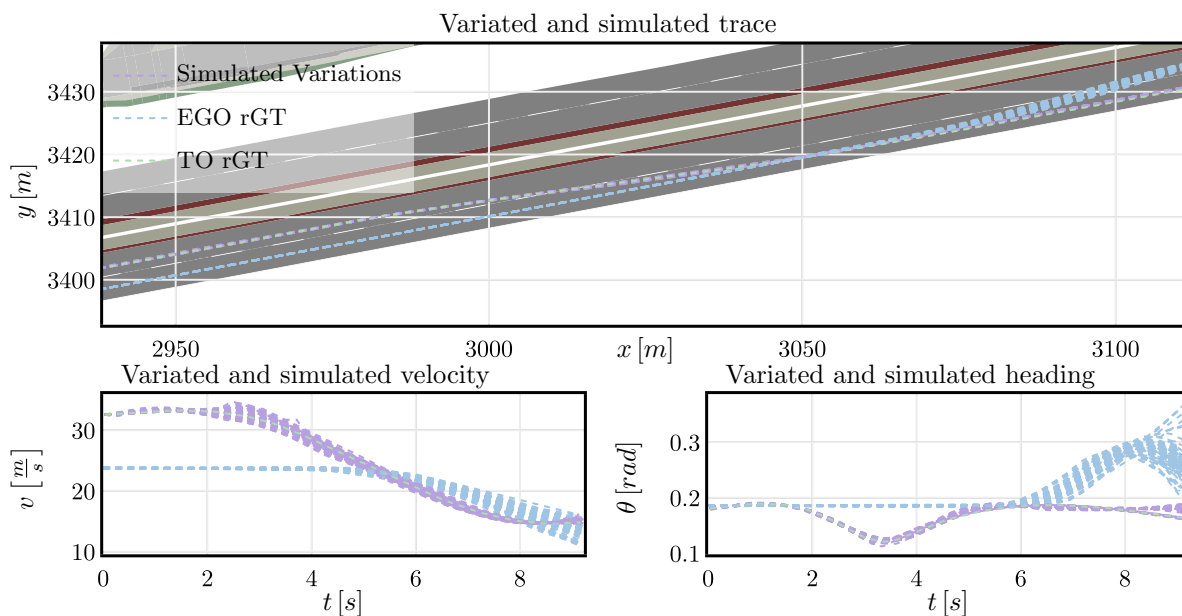 Variated and simulated trace
Simulated Variations
EGO rGT
TO rGT
y [m]
3430
3420
3410
3400
2950 3000 x [m] 3050 3100
Variated and simulated velocity
v [m/s]
30
20
10
0 2 4 6 8
t [s]
Variated and simulated heading
θ [rad]
0.3
0.2
0.1
0 2 4 6 8
t [s]